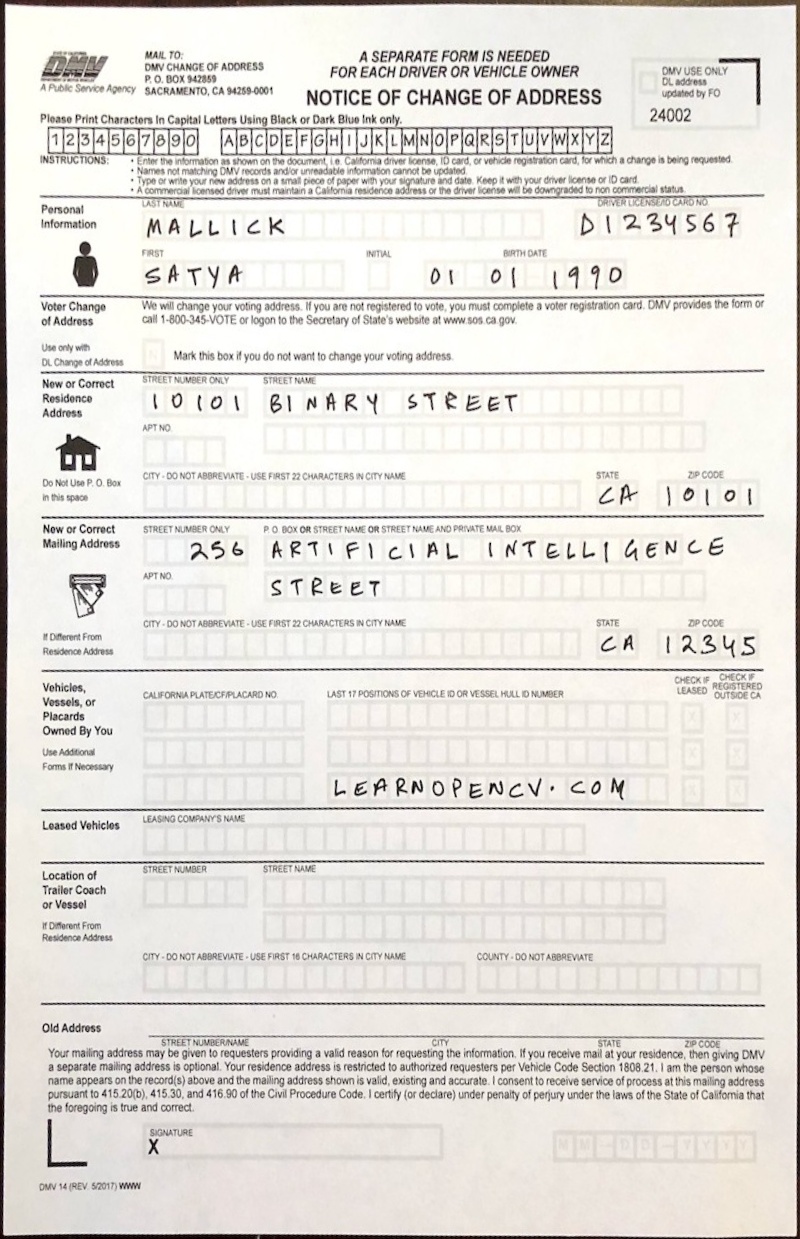 STATE OF CALIFORNIA
DMV
DEPARTMENT OF MOTOR VEHICLES
A Public Service Agency
MAIL TO:
DMV CHANGE OF ADDRESS
P. O. BOX 942859
SACRAMENTO, CA 94259-0001
A SEPARATE FORM IS NEEDED
FOR EACH DRIVER OR VEHICLE OWNER
NOTICE OF CHANGE OF ADDRESS
DMV USE ONLY
DL address
updated by FO
24002
Please Print Characters In Capital Letters Using Black or Dark Blue Ink only.
1 2 3 4 5 6 7 8 9 0 A B C D E F G H I J K L M N O P Q R S T U V W X Y Z
INSTRUCTIONS: • Enter the information as shown on the document, i.e. California driver license, ID card, or vehicle registration card, for which a change is being requested.
• Names not matching DMV records and/or unreadable information cannot be updated.
• Type or write your new address on a small piece of paper with your signature and date. Keep it with your driver license or ID card.
• A commercial licensed driver must maintain a California residence address or the driver license will be downgraded to non commercial status.
Personal
Information
LAST NAME DRIVER LICENSE/ID CARD NO.
MALLICK D1234567
FIRST INITIAL BIRTH DATE
SATYA 01 01 1990
Voter Change
of Address
We will change your voting address. If you are not registered to vote, you must complete a voter registration card. DMV provides the form or
call 1-800-345-VOTE or logon to the Secretary of State's website at www.sos.ca.gov.
Use only with
DL Change of Address
Mark this box if you do not want to change your voting address.
New or Correct
Residence
Address
STREET NUMBER ONLY STREET NAME
10101 BINARY STREET
APT NO.
Do Not Use P. O. Box
in this space
CITY - DO NOT ABBREVIATE - USE FIRST 22 CHARACTERS IN CITY NAME STATE ZIP CODE
CA 10101
New or Correct
Mailing Address
STREET NUMBER ONLY P. O. BOX OR STREET NAME OR STREET NAME AND PRIVATE MAIL BOX
256 ARTIFICIAL INTELLIGENCE
APT NO.
STREET
If Different From
Residence Address
CITY - DO NOT ABBREVIATE - USE FIRST 22 CHARACTERS IN CITY NAME STATE ZIP CODE
CA 12345
Vehicles,
Vessels, or
Placards
Owned By You
Use Additional
Forms If Necessary
CALIFORNIA PLATE/CF/PLACARD NO. LAST 17 POSITIONS OF VEHICLE ID OR VESSEL HULL ID NUMBER
CHECK IF
LEASED
CHECK IF
REGISTERED
OUTSIDE CA
X X
X X
X X
LEARNOPENCV.COM
Leased Vehicles
LEASING COMPANY'S NAME
Location of
Trailer Coach
or Vessel
If Different From
Residence Address
STREET NUMBER STREET NAME
CITY - DO NOT ABBREVIATE - USE FIRST 16 CHARACTERS IN CITY NAME COUNTY - DO NOT ABBREVIATE
Old Address
STREET NUMBER/NAME CITY STATE ZIP CODE
Your mailing address may be given to requesters providing a valid reason for requesting the information. If you receive mail at your residence, then giving DMV
a separate mailing address is optional. Your residence address is restricted to authorized requesters per Vehicle Code Section 1808.21. I am the person whose
name appears on the record(s) above and the mailing address shown is valid, existing and accurate. I consent to receive service of process at this mailing address
pursuant to 415.20(b), 415.30, and 416.90 of the Civil Procedure Code. I certify (or declare) under penalty of perjury under the laws of the State of California that
the foregoing is true and correct.
SIGNATURE
X
M M - D D - Y Y Y Y
DMV 14 (REV. 5/2017) WWW